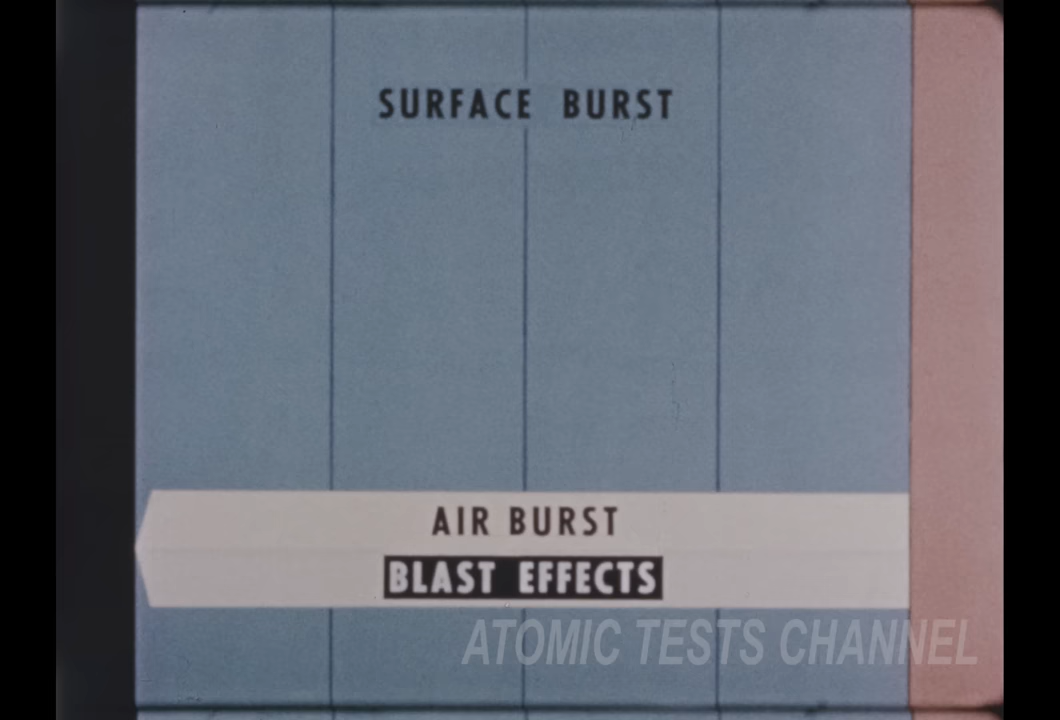 SURFACE BURST
AIR BURST
BLAST EFFECTS
ATOMIC TESTS CHANNEL